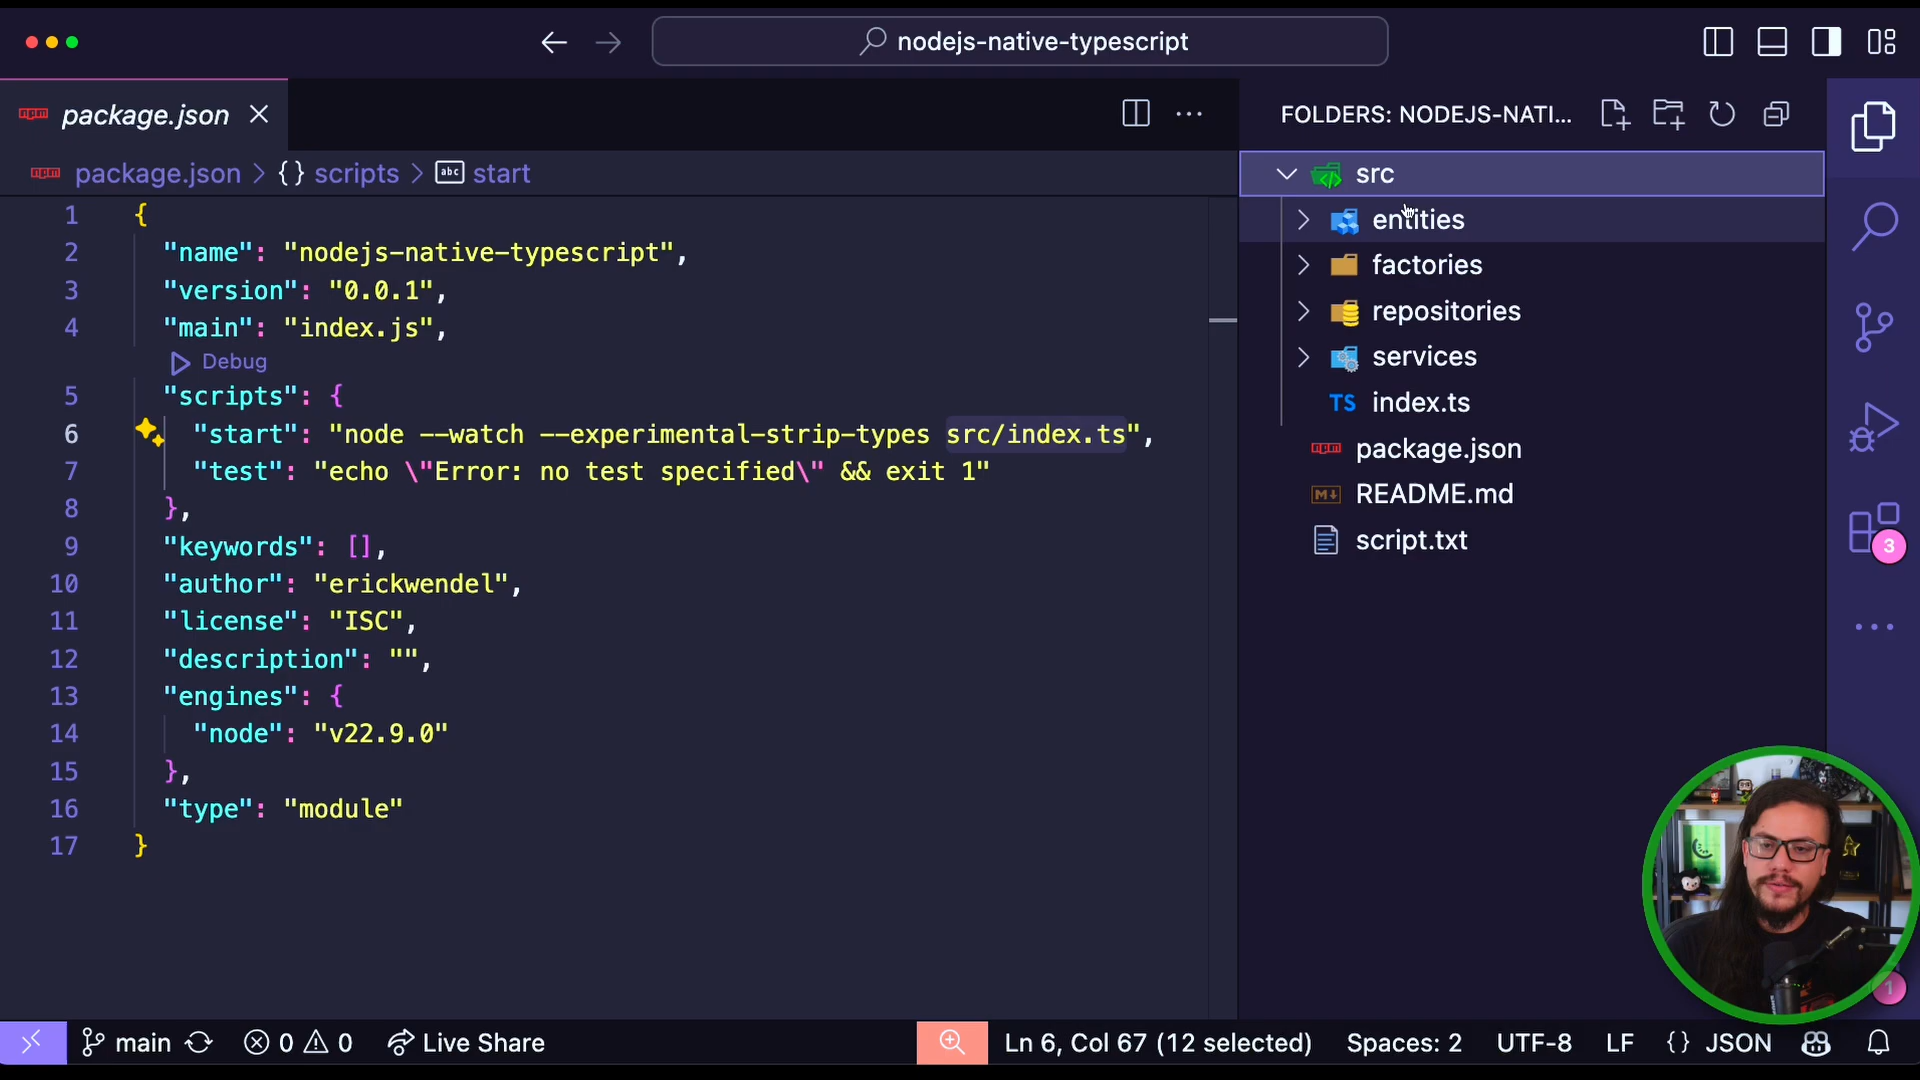 nodejs-native-typescript
package.json
package.json > {} scripts > abc start
1 {
2 "name": "nodejs-native-typescript",
3 "version": "0.0.1",
4 "main": "index.js",
Debug
5 "scripts": {
6 "start": "node --watch --experimental-strip-types src/index.ts",
7 "test": "echo \"Error: no test specified\" && exit 1"
8 },
9 "keywords": [],
10 "author": "erickwendel",
11 "license": "ISC",
12 "description": "",
13 "engines": {
14 "node": "v22.9.0"
15 },
16 "type": "module"
17 }
FOLDERS: NODEJS-NATI...
src
entities
factories
repositories
services
TS index.ts
package.json
README.md
script.txt
3
1
main 0 0 Live Share Ln 6, Col 67 (12 selected) Spaces: 2 UTF-8 LF {} JSON